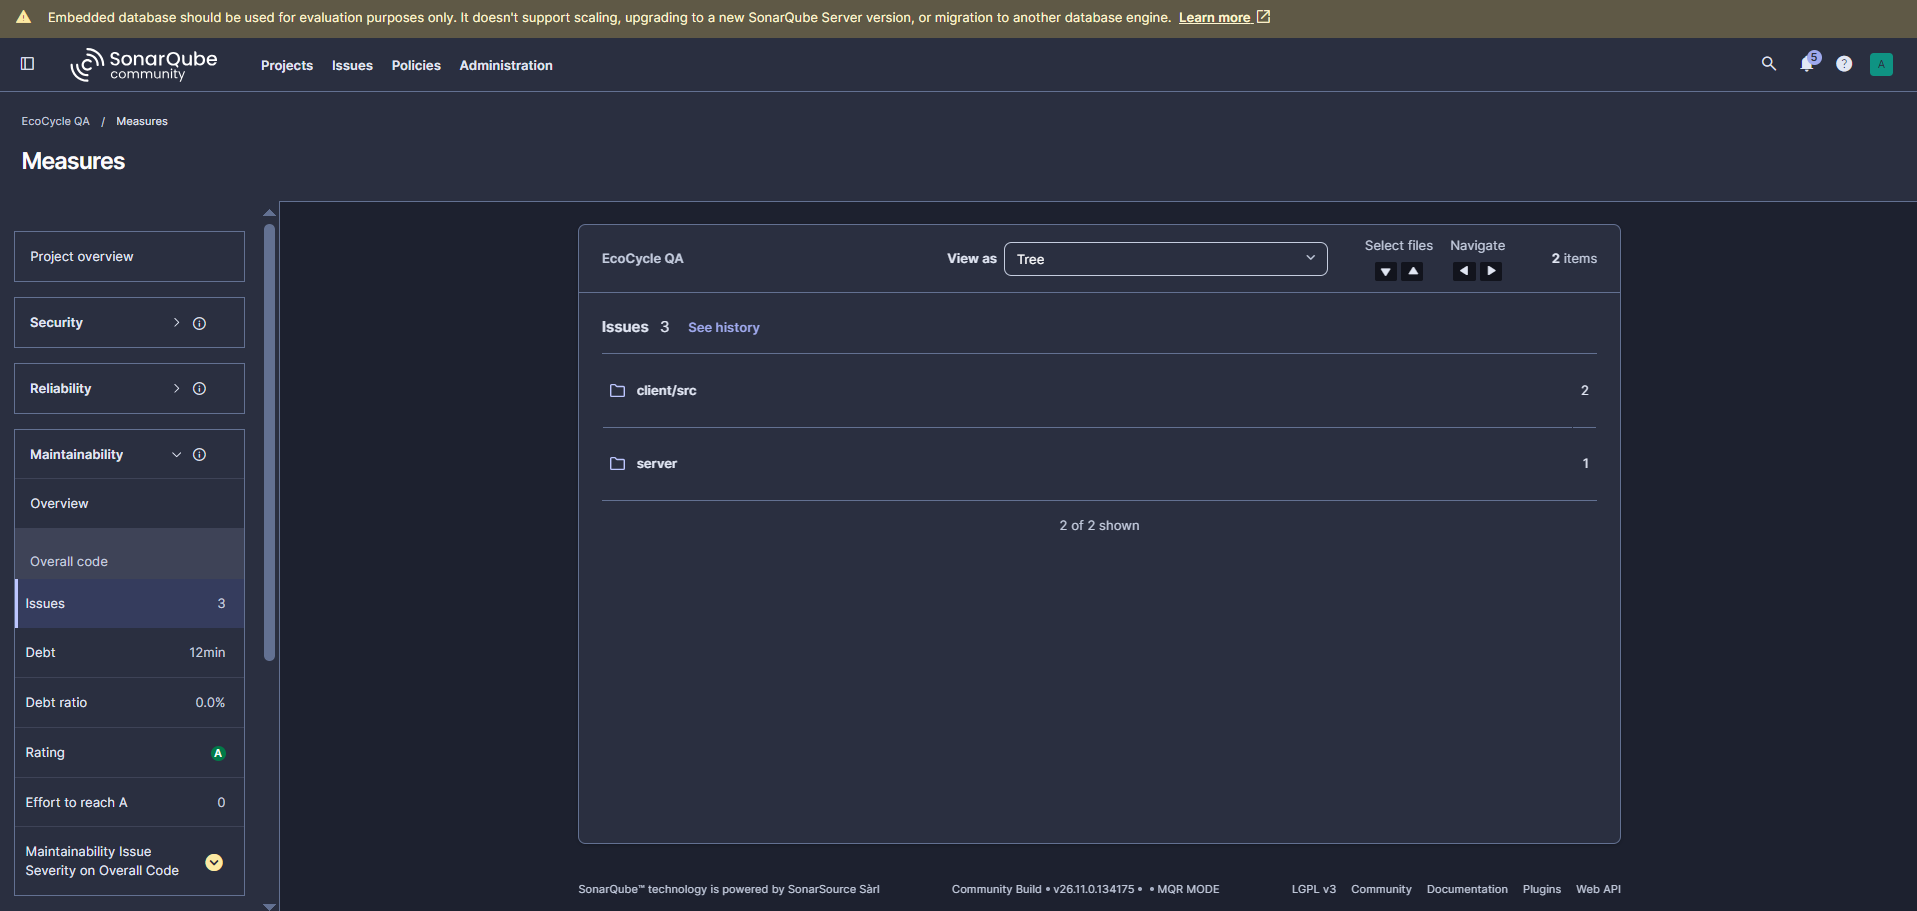 Embedded database should be used for evaluation purposes only. It doesn't support scaling, upgrading to a new SonarQube Server version, or migration to another database engine. Learn more
SonarQube community
Projects Issues Policies Administration
5
?
A
EcoCycle QA / Measures
Measures
Project overview
Security
Reliability
Maintainability
Overview
Overall code
Issues 3
Debt 12min
Debt ratio 0.0%
Rating A
Effort to reach A 0
Maintainability Issue
Severity on Overall Code
EcoCycle QA
View as Tree
Select files Navigate
2 items
Issues 3 See history
client/src 2
server 1
2 of 2 shown
SonarQube™ technology is powered by SonarSource Sàrl
Community Build • v26.11.0.134175 • • MQR MODE
LGPL v3 Community Documentation Plugins Web API